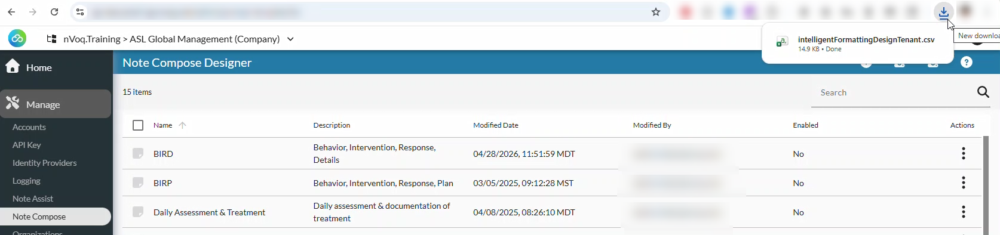 intelligentFormattingDesignTenant.csv
14.9 KB • Done
New downloa
nVoq.Training > ASL Global Management (Company)
Home
Manage
Accounts
API Key
Identity Providers
Logging
Note Assist
Note Compose
Organizations
Note Compose Designer
15 items
Search
Name Description Modified Date Modified By Enabled Actions
BIRD Behavior, Intervention, Response, 04/28/2026, 11:51:59 MDT No
Details
BIRP Behavior, Intervention, Response, Plan 03/05/2025, 09:12:28 MST No
Daily Assessment & Treatment Daily assessment & documentation of 04/08/2025, 08:26:10 MDT No
treatment